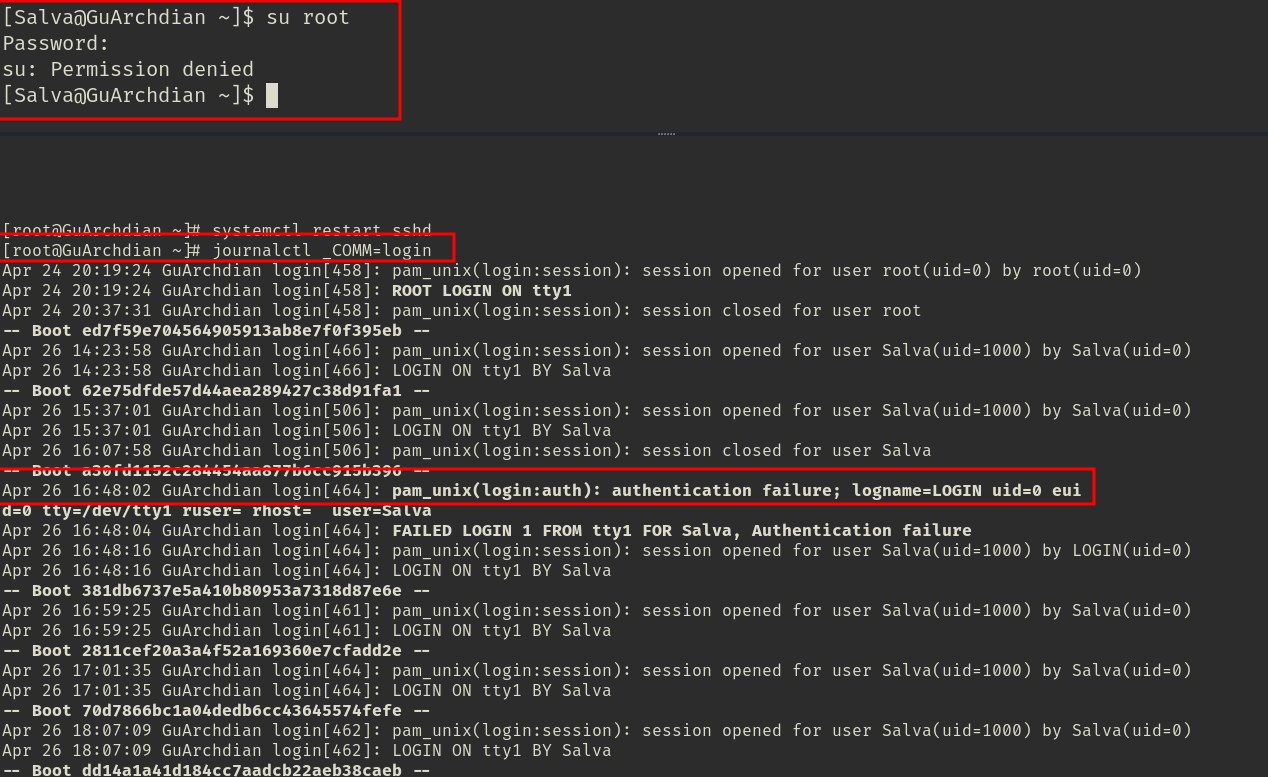 [Salva@GuArchdian ~]$ su root
Password:
su: Permission denied
[Salva@GuArchdian ~]$
[root@GuArchdian ~]# systemctl restart sshd
[root@GuArchdian ~]# journalctl _COMM=login
Apr 24 20:19:24 GuArchdian login[458]: pam_unix(login:session): session opened for user root(uid=0) by root(uid=0)
Apr 24 20:19:24 GuArchdian login[458]: ROOT LOGIN ON tty1
Apr 24 20:37:31 GuArchdian login[458]: pam_unix(login:session): session closed for user root
-- Boot ed7f59e704564905913ab8e7f0f395eb --
Apr 26 14:23:58 GuArchdian login[466]: pam_unix(login:session): session opened for user Salva(uid=1000) by Salva(uid=0)
Apr 26 14:23:58 GuArchdian login[466]: LOGIN ON tty1 BY Salva
-- Boot 62e75dfde57d44aea289427c38d91fa1 --
Apr 26 15:37:01 GuArchdian login[506]: pam_unix(login:session): session opened for user Salva(uid=1000) by Salva(uid=0)
Apr 26 15:37:01 GuArchdian login[506]: LOGIN ON tty1 BY Salva
Apr 26 16:07:58 GuArchdian login[506]: pam_unix(login:session): session closed for user Salva
-- Boot a30fd1152c284454aa877b6cc915b396 --
Apr 26 16:48:02 GuArchdian login[464]: pam_unix(login:auth): authentication failure; logname=LOGIN uid=0 eui
d=0 tty=/dev/tty1 ruser= rhost=  user=Salva
Apr 26 16:48:04 GuArchdian login[464]: FAILED LOGIN 1 FROM tty1 FOR Salva, Authentication failure
Apr 26 16:48:16 GuArchdian login[464]: pam_unix(login:session): session opened for user Salva(uid=1000) by LOGIN(uid=0)
Apr 26 16:48:16 GuArchdian login[464]: LOGIN ON tty1 BY Salva
-- Boot 381db6737e5a410b80953a7318d87e6e --
Apr 26 16:59:25 GuArchdian login[461]: pam_unix(login:session): session opened for user Salva(uid=1000) by Salva(uid=0)
Apr 26 16:59:25 GuArchdian login[461]: LOGIN ON tty1 BY Salva
-- Boot 2811cef20a3a4f52a169360e7cfadd2e --
Apr 26 17:01:35 GuArchdian login[464]: pam_unix(login:session): session opened for user Salva(uid=1000) by Salva(uid=0)
Apr 26 17:01:35 GuArchdian login[464]: LOGIN ON tty1 BY Salva
-- Boot 70d7866bc1a04dedb6cc43645574fefe --
Apr 26 18:07:09 GuArchdian login[462]: pam_unix(login:session): session opened for user Salva(uid=1000) by Salva(uid=0)
Apr 26 18:07:09 GuArchdian login[462]: LOGIN ON tty1 BY Salva
-- Boot dd14a1a41d184cc7aadcb22aeb38caeb --